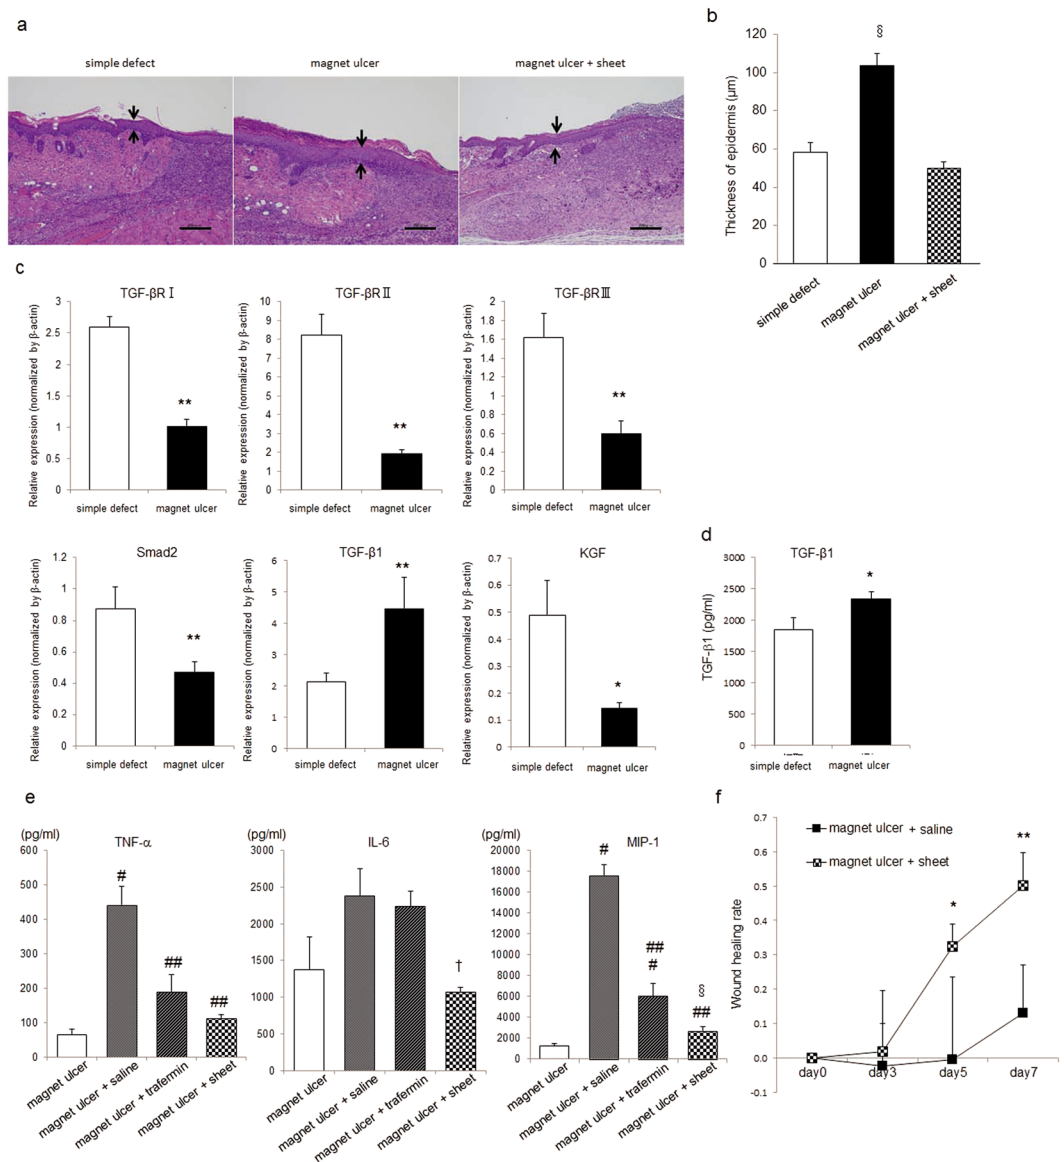 a
simple defect
magnet ulcer
magnet ulcer + sheet
b
Thickness of epidermis (μm)
120
100
80
60
40
20
0
§
simple defect
magnet ulcer
magnet ulcer + sheet
c
TGF-βRⅠ
Relative expression (normalized by β-actin)
3
2.5
2
1.5
1
0.5
0
**
simple defect
magnet ulcer
TGF-βRⅡ
Relative expression (normalized by β-actin)
10
9
8
7
6
5
4
3
2
1
0
**
simple defect
magnet ulcer
TGF-βRⅢ
Relative expression (normalized by β-actin)
2
1.8
1.6
1.4
1.2
1
0.8
0.6
0.4
0.2
0
**
simple defect
magnet ulcer
Smad2
Relative expression (normalized by β-actin)
1.2
1
0.8
0.6
0.4
0.2
0
**
simple defect
magnet ulcer
TGF-β1
Relative expression (normalized by β-actin)
6
5
4
3
2
1
0
**
simple defect
magnet ulcer
KGF
Relative expression (normalized by β-actin)
0.7
0.6
0.5
0.4
0.3
0.2
0.1
0
*
simple defect
magnet ulcer
d
TGF-β1
TGF-β1 (pg/ml)
3000
2500
2000
1500
1000
500
0
*
simple defect
magnet ulcer
e
(pg/ml)
TNF-α
600
500
400
300
200
100
0
#
##
##
magnet ulcer
magnet ulcer + saline
magnet ulcer + trafermin
magnet ulcer + sheet
(pg/ml)
IL-6
3000
2500
2000
1500
1000
500
0
†
magnet ulcer
magnet ulcer + saline
magnet ulcer + trafermin
magnet ulcer + sheet
(pg/ml)
MIP-1
20000
18000
16000
14000
12000
10000
8000
6000
4000
2000
0
#
##
#
§
##
magnet ulcer
magnet ulcer + saline
magnet ulcer + trafermin
magnet ulcer + sheet
f
Wound healing rate
0.7
0.6
0.5
0.4
0.3
0.2
0.1
0.0
-0.1
magnet ulcer + saline
magnet ulcer + sheet
*
**
day0
day3
day5
day7